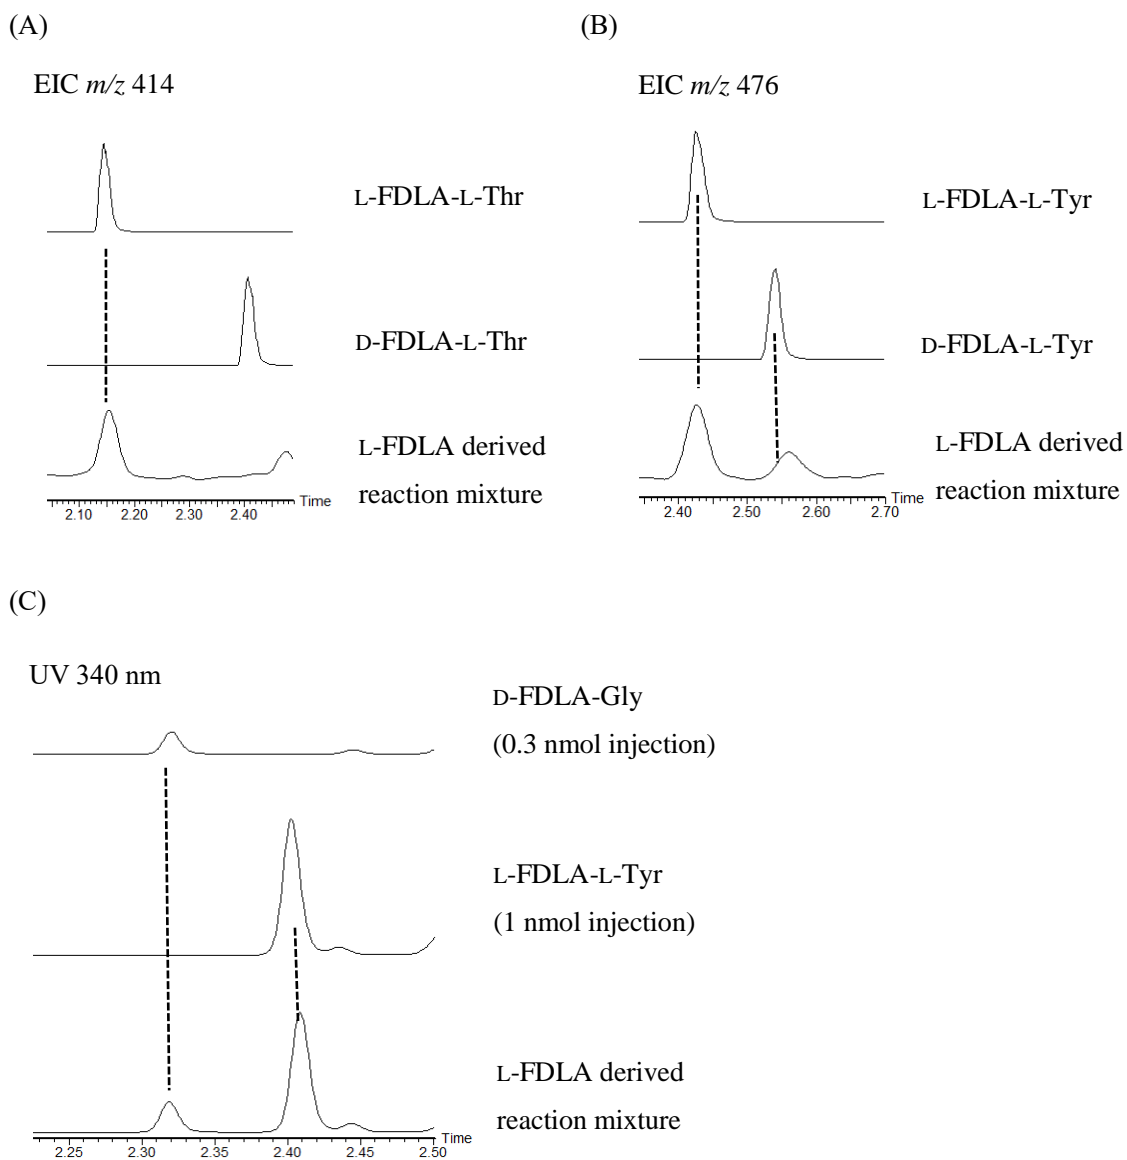 (A)
EIC m/z 414
L-FDLA-L-Thr
D-FDLA-L-Thr
L-FDLA derived
reaction mixture
Time
2.10 2.20 2.30 2.40
(B)
EIC m/z 476
L-FDLA-L-Tyr
D-FDLA-L-Tyr
L-FDLA derived
reaction mixture
Time
2.40 2.50 2.60 2.70
(C)
UV 340 nm
D-FDLA-Gly
(0.3 nmol injection)
L-FDLA-L-Tyr
(1 nmol injection)
L-FDLA derived
reaction mixture
Time
2.25 2.30 2.35 2.40 2.45 2.50